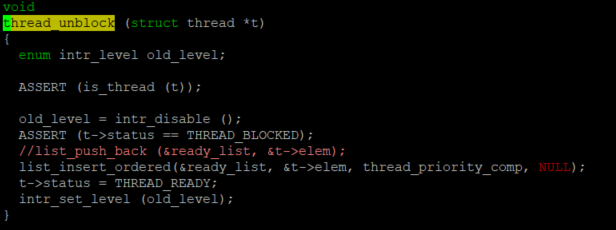 void
thread_unblock (struct thread *t)
{
  enum intr_level old_level;

  ASSERT (is_thread (t));

  old_level = intr_disable ();
  ASSERT (t->status == THREAD_BLOCKED);
  //list_push_back (&ready_list, &t->elem);
  list_insert_ordered(&ready_list, &t->elem, thread_priority_comp, NULL);
  t->status = THREAD_READY;
  intr_set_level (old_level);
}